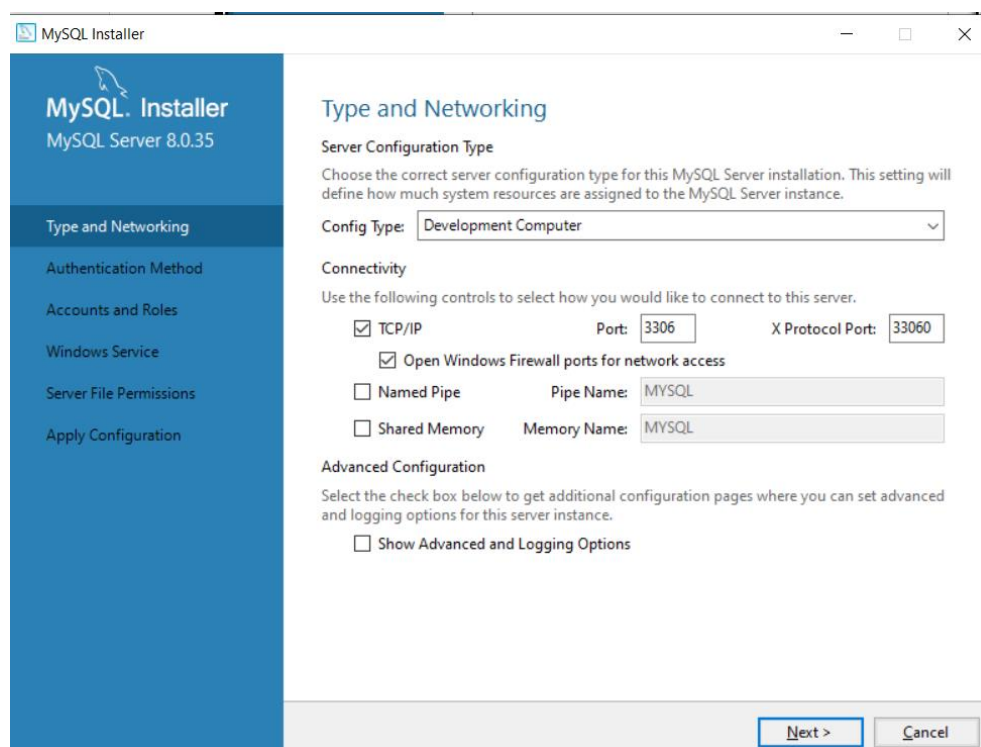 MySQL Installer
MySQL. Installer
MySQL Server 8.0.35
Type and Networking
Authentication Method
Accounts and Roles
Windows Service
Server File Permissions
Apply Configuration
Type and Networking
Server Configuration Type
Choose the correct server configuration type for this MySQL Server installation. This setting will
define how much system resources are assigned to the MySQL Server instance.
Config Type: Development Computer
Connectivity
Use the following controls to select how you would like to connect to this server.
TCP/IP Port: 3306 X Protocol Port: 33060
Open Windows Firewall ports for network access
Named Pipe Pipe Name: MYSQL
Shared Memory Memory Name: MYSQL
Advanced Configuration
Select the check box below to get additional configuration pages where you can set advanced
and logging options for this server instance.
Show Advanced and Logging Options
Next > Cancel